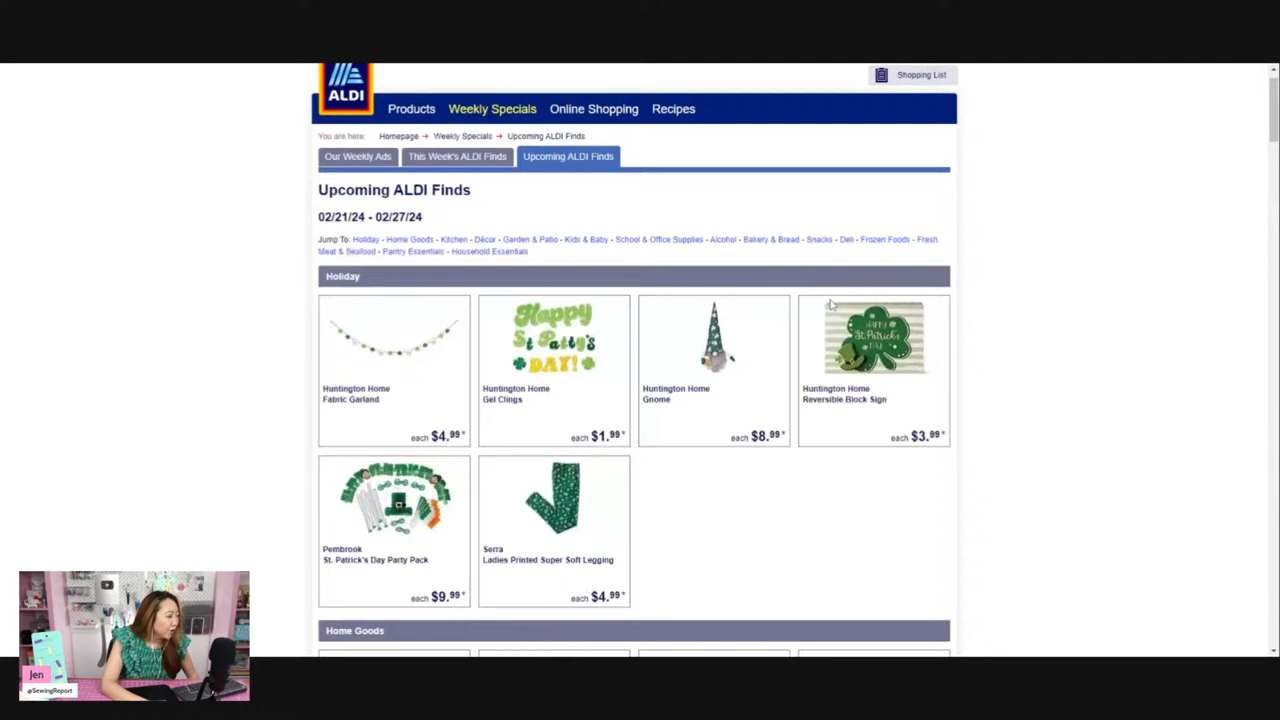 ALDI
Shopping List
Products Weekly Specials Online Shopping Recipes
You are here: Homepage → Weekly Specials → Upcoming ALDI Finds
Our Weekly Ads This Week's ALDI Finds Upcoming ALDI Finds
Upcoming ALDI Finds
02/21/24 - 02/27/24
Jump To: Holiday - Home Goods - Kitchen - Décor - Garden & Patio - Kids & Baby - School & Office Supplies - Alcohol - Bakery & Bread - Snacks - Deli - Frozen Foods - Fresh
Meat & Seafood - Pantry Essentials - Household Essentials
Holiday
Happy
St Patty's
DAY!
HAPPY
St. Patrick's
DAY
Huntington Home
Fabric Garland
each $4.99*
Huntington Home
Gel Clings
each $1.99*
Huntington Home
Gnome
each $8.99*
Huntington Home
Reversible Block Sign
each $3.99*
Pembrook
St. Patrick's Day Party Pack
each $9.99*
Serra
Ladies Printed Super Soft Legging
each $4.99*
Home Goods
Jen
@SewingReport